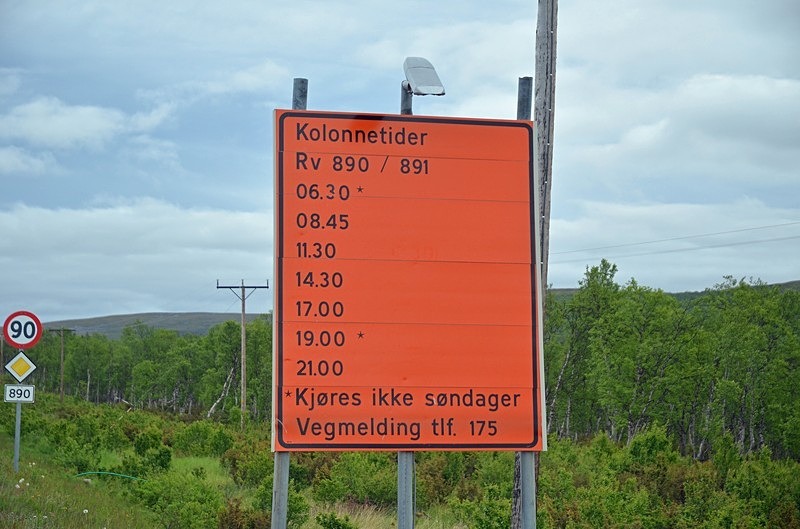 Kolonnetider
Rv 890 / 891
06.30 *
08.45
11.30
14.30
17.00
19.00 *
21.00
*Kjøres ikke søndager
Vegmelding tlf. 175
90
890